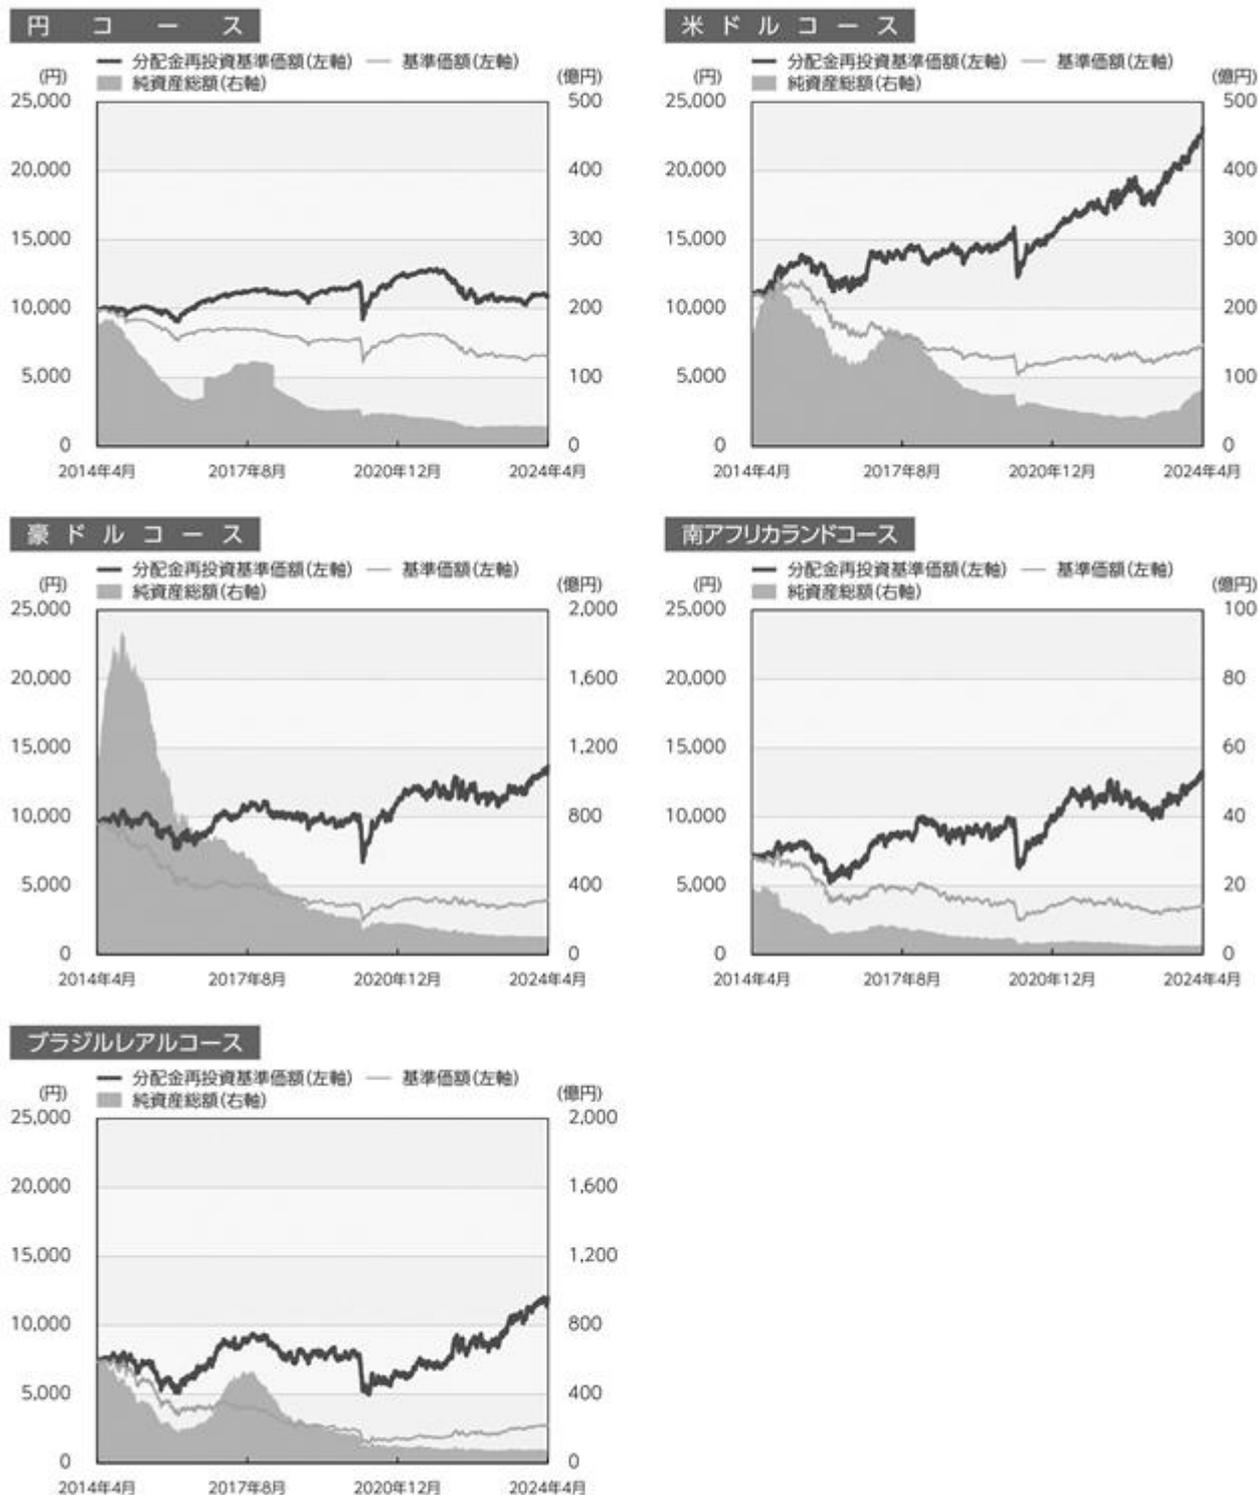 円コース
分配金再投資基準価額(左軸) 基準価額(左軸)
(円) 純資産総額(右軸) (億円)
25,000 500
20,000 400
15,000 300
10,000 200
5,000 100
0 0
2014年4月 2017年8月 2020年12月 2024年4月
米ドルコース
分配金再投資基準価額(左軸) 基準価額(左軸)
(円) 純資産総額(右軸) (億円)
25,000 500
20,000 400
15,000 300
10,000 200
5,000 100
0 0
2014年4月 2017年8月 2020年12月 2024年4月
豪ドルコース
分配金再投資基準価額(左軸) 基準価額(左軸)
(円) 純資産総額(右軸) (億円)
25,000 2,000
20,000 1,600
15,000 1,200
10,000 800
5,000 400
0 0
2014年4月 2017年8月 2020年12月 2024年4月
南アフリカランドコース
分配金再投資基準価額(左軸) 基準価額(左軸)
(円) 純資産総額(右軸) (億円)
25,000 100
20,000 80
15,000 60
10,000 40
5,000 20
0 0
2014年4月 2017年8月 2020年12月 2024年4月
ブラジルレアルコース
分配金再投資基準価額(左軸) 基準価額(左軸)
(円) 純資産総額(右軸) (億円)
25,000 2,000
20,000 1,600
15,000 1,200
10,000 800
5,000 400
0 0
2014年4月 2017年8月 2020年12月 2024年4月